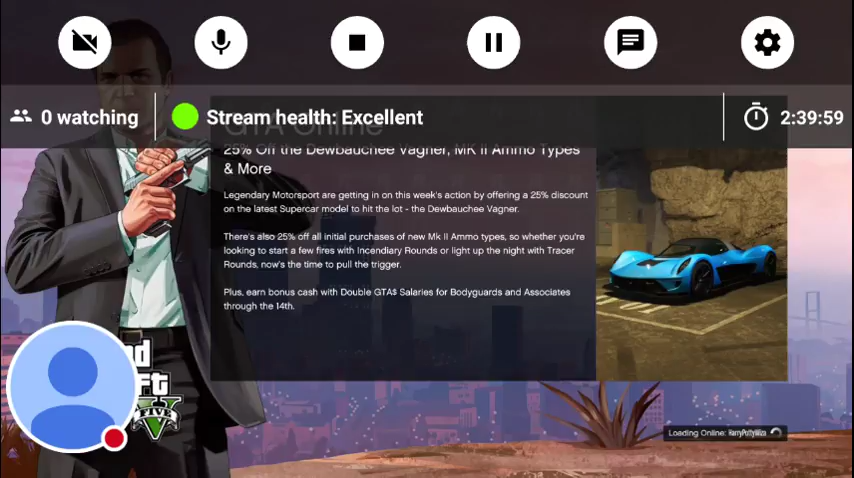 0 watching
Stream health: Excellent
2:39:59
GTA Online
25% Off the Dewbauchee Vagner, MK II Ammo Types
& More
Legendary Motorsport are getting in on this week's action by offering a 25% discount
on the latest Supercar model to hit the lot - the Dewbauchee Vagner.
There's also 25% off all initial purchases of new Mk II Ammo types, so whether you're
looking to start a few fires with Incendiary Rounds or light up the night with Tracer
Rounds, now's the time to pull the trigger.
Plus, earn bonus cash with Double GTA$ Salaries for Bodyguards and Associates
through the 14th.
FIVE
Loading Online: